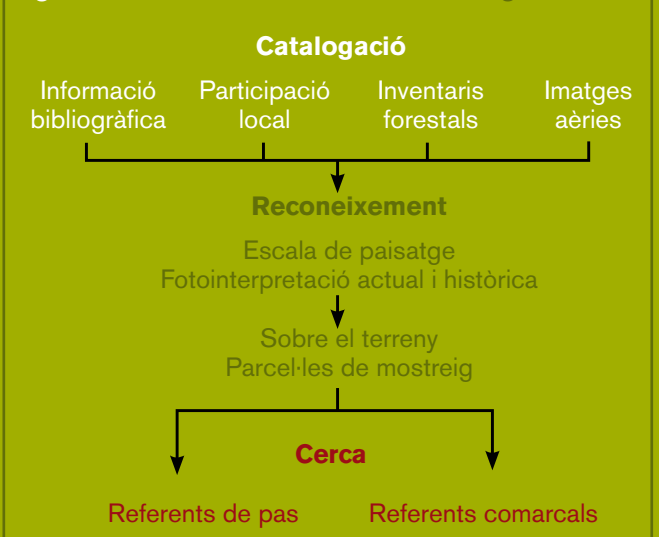 Catalogació
Informació bibliogràfica
Participació local
Inventaris forestals
Imatges aèries
Reconeixement
Escala de paisatge
Fotointerpretació actual i històrica
Sobre el terreny
Parcel·les de mostreig
Cerca
Referents de pas
Referents comarcals